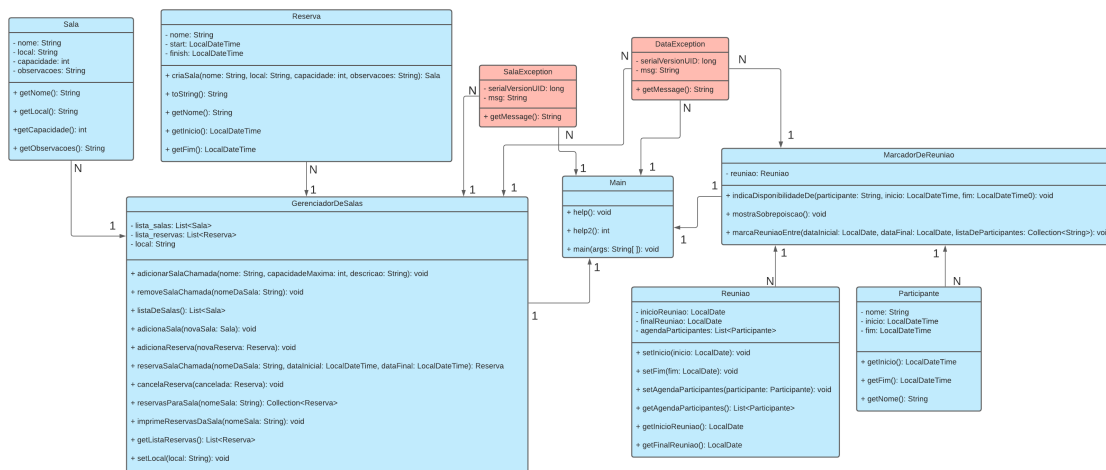 Sala
- nome: String
- local: String
- capacidade: int
- observacoes: String
+ getNome(): String
+ getLocal(): String
+getCapacidade(): int
+ getObservacoes(): String
N
1
Reserva
- nome: String
- start: LocalDateTime
- finish: LocalDateTime
+ criaSala(nome: String, local: String, capacidade: int, observacoes: String): Sala
+ toString(): String
+ getNome(): String
+ getInicio(): LocalDateTime
+ getFim(): LocalDateTime
N
1
SalaException
- serialVersionUID: long
- msg: String
+ getMessage(): String
N
1
N
1
DataException
- serialVersionUID: long
- msg: String
+ getMessage(): String
N
1
N
1
N
1
Main
+ help(): void
+ help2(): int
+ main(args: String[ ]): void
1
1
1
1
MarcadorDeReuniao
- reuniao: Reuniao
+ indicaDisponibilidadeDe(participante: String, inicio: LocalDateTime, fim: LocalDateTime0): void
+ mostraSobrepoiscao(): void
+ marcaReuniaoEntre(dataInicial: LocalDate, dataFinal: LocalDate, listaDeParticipantes: Collection<String>): vo
1
N
1
N
GerenciadorDeSalas
- lista_salas: List<Sala>
- lista_reservas: List<Reserva>
- local: String
+ adicionarSalaChamada(nome: String, capacidadeMaxima: int, descricao: String): void
+ removeSalaChamada(nomeDaSala: String): void
+ listaDeSalas(): List<Sala>
+ adicionaSala(novaSala: Sala): void
+ adicionaReserva(novaReserva: Reserva): void
+ reservaSalaChamada(nomeDaSala: String, dataInicial: LocalDateTime, dataFinal: LocalDateTime): Reserva
+ cancelaReserva(cancelada: Reserva): void
+ reservasParaSala(nomeSala: String): Collection<Reserva>
+ imprimeReservasDaSala(nomeSala: String): void
+ getListaReservas(): List<Reserva>
+ setLocal(local: String): void
Reuniao
- inicioReuniao: LocalDate
- finalReuniao: LocalDate
- agendaParticipantes: List<Participante>
+ setInicio(inicio: LocalDate): void
+ setFim(fim: LocalDate): void
+ setAgendaParticipantes(participante: Participante): void
+ getAgendaParticipantes(): List<Participante>
+ getInicioReuniao(): LocalDate
+ getFinalReuniao(): LocalDate
Participante
- nome: String
- inicio: LocalDateTime
- fim: LocalDateTime
+ getInicio(): LocalDateTime
+ getFim(): LocalDateTime
+ getNome(): String